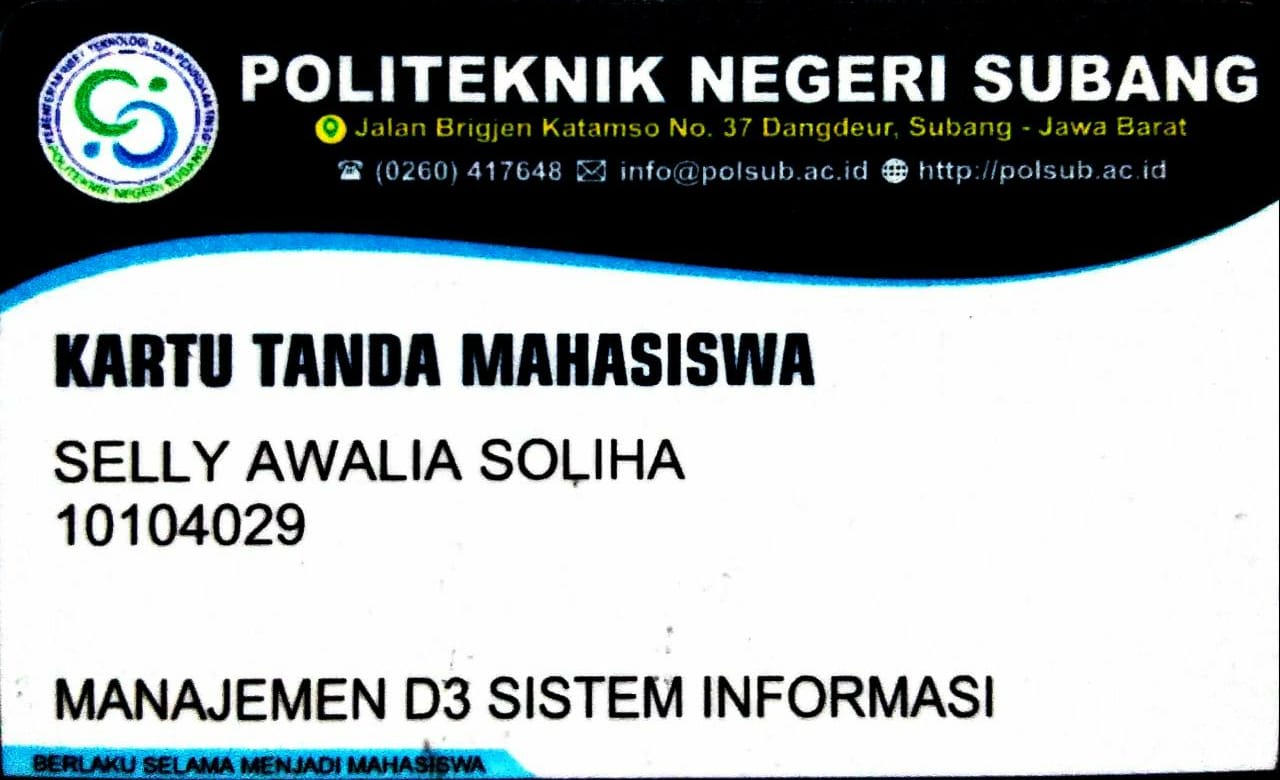 KEMENTERIAN RISET TEKNOLOGI DAN PENDIDIKAN TINGGI
POLITEKNIK NEGERI SUBANG
POLITEKNIK NEGERI SUBANG
Jalan Brigjen Katamso No. 37 Dangdeur, Subang - Jawa Barat
(0260) 417648 info@polsub.ac.id http://polsub.ac.id
KARTU TANDA MAHASISWA
SELLY AWALIA SOLIHA
10104029
MANAJEMEN D3 SISTEM INFORMASI
BERLAKU SELAMA MENJADI MAHASISWA